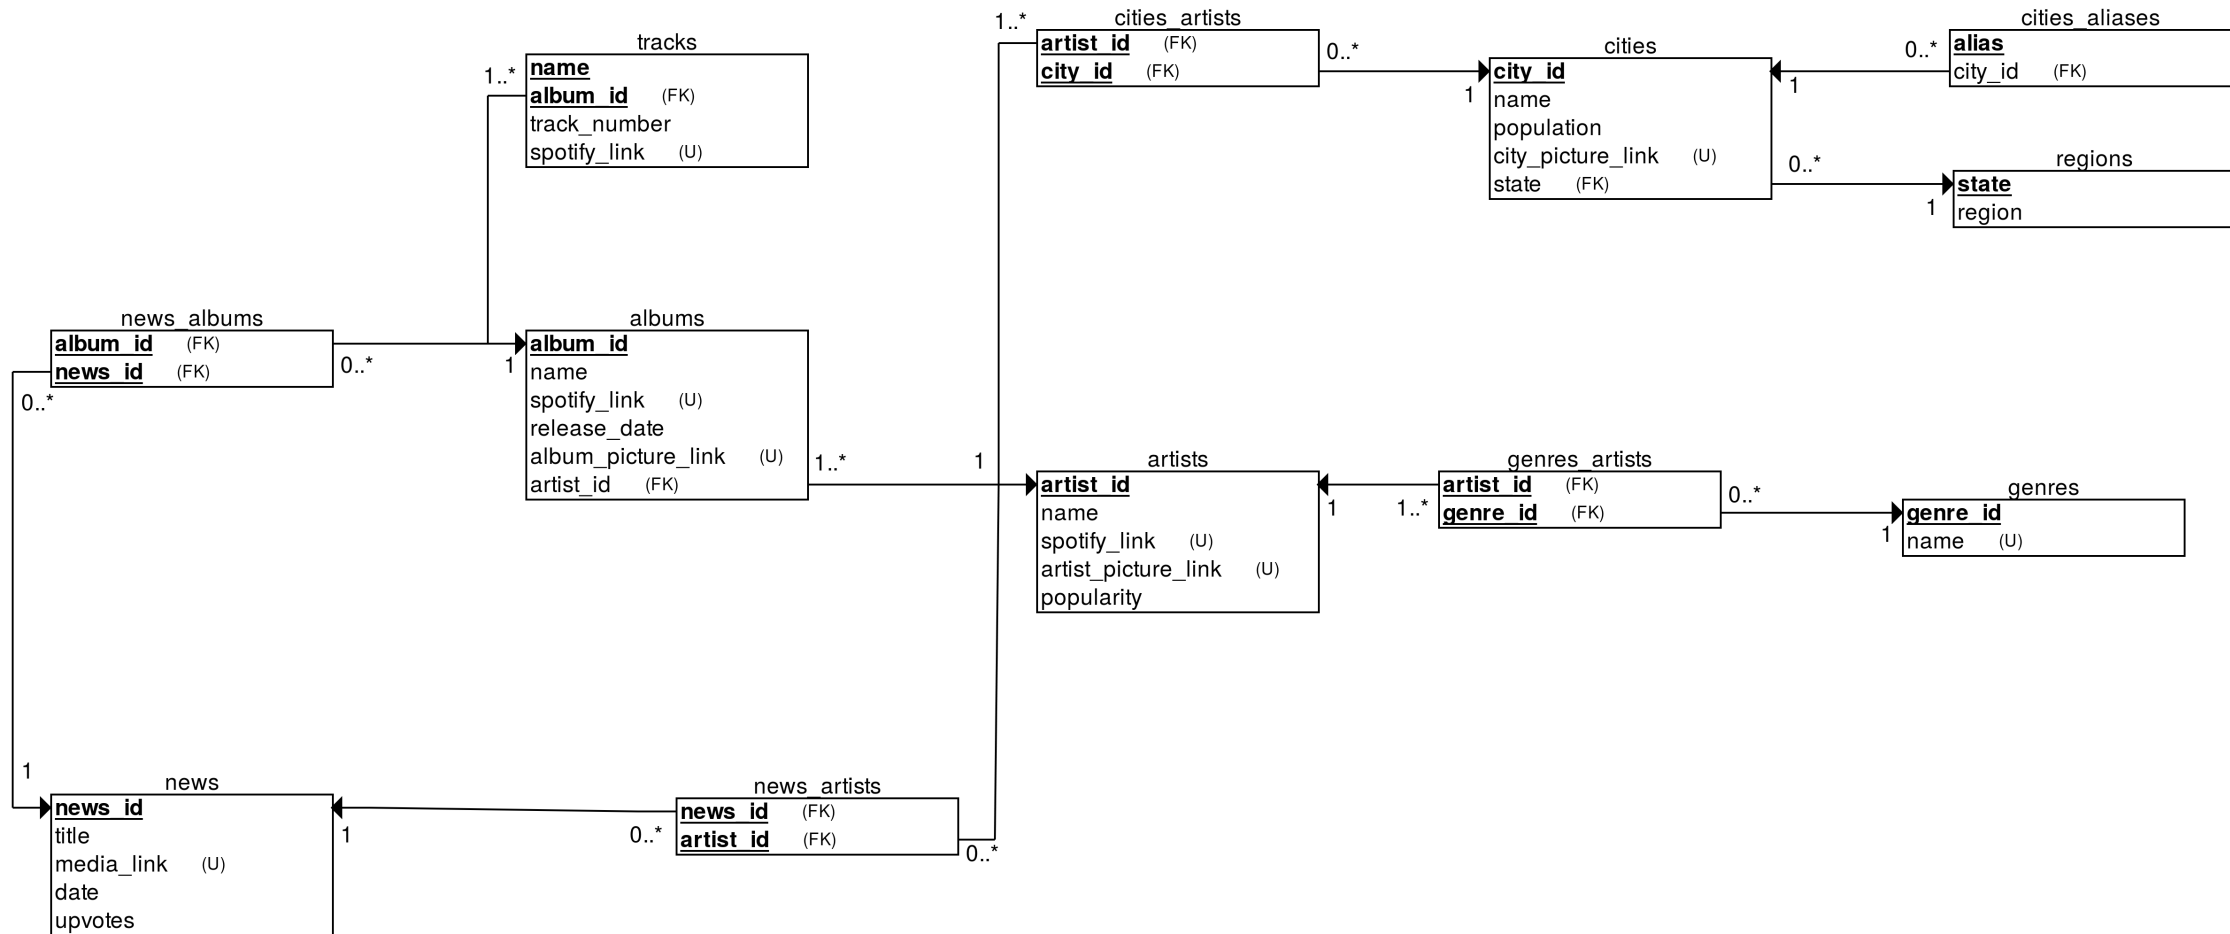 tracks
name
album_id (FK)
track_number
spotify_link (U)
1..*
cities_artists
1..*
artist_id (FK)
city_id (FK)
0..*
1
cities
city_id
name
population
city_picture_link (U)
state (FK)
cities_aliases
0..*
alias
city_id (FK)
1
0..*
1
regions
state
region
news_albums
album_id (FK)
news_id (FK)
0..*
0..*
1
albums
album_id
name
spotify_link (U)
release_date
album_picture_link (U)
artist_id (FK)
1..*
1
artists
artist_id
name
spotify_link (U)
artist_picture_link (U)
popularity
1
genres_artists
1..*
artist_id (FK)
genre_id (FK)
0..*
1
genres
genre_id
name (U)
1
news
news_id
title
media_link (U)
date
upvotes
1
news_artists
0..*
news_id (FK)
artist_id (FK)
0..*